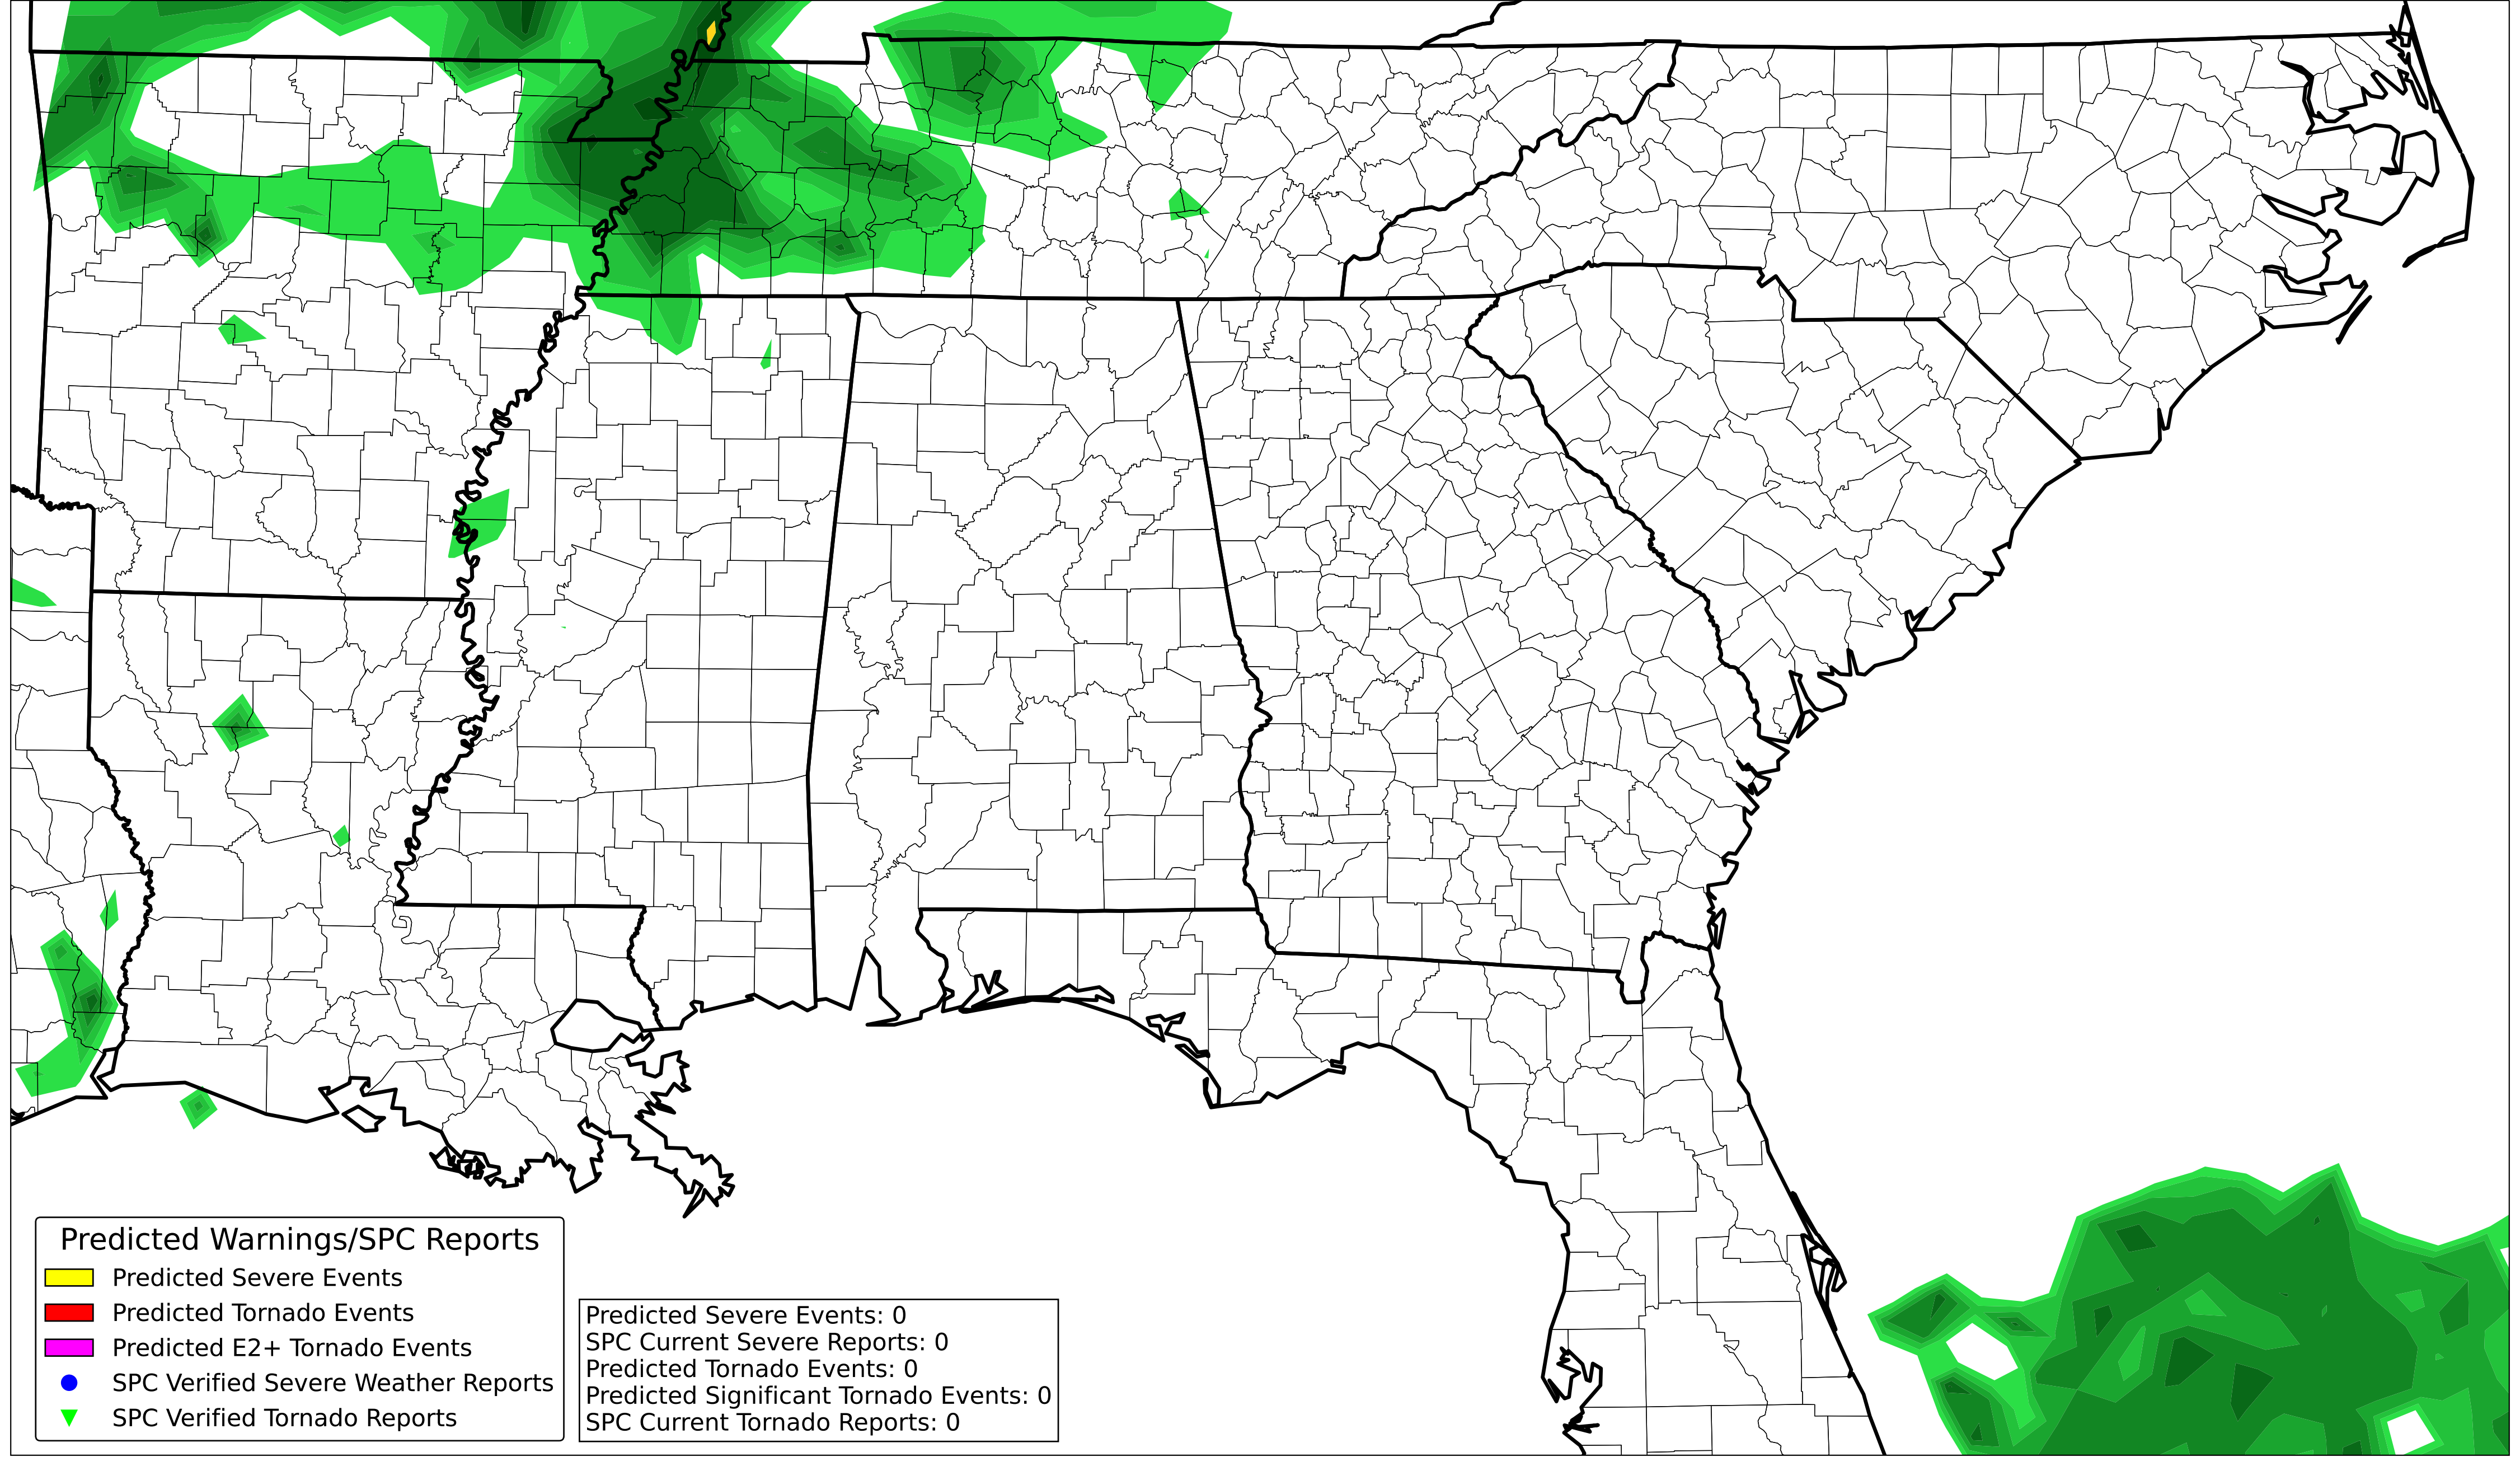 Predicted Warnings/SPC Reports
Predicted Severe Events
Predicted Tornado Events
Predicted E2+ Tornado Events
SPC Verified Severe Weather Reports
SPC Verified Tornado Reports
Predicted Severe Events: 0
SPC Current Severe Reports: 0
Predicted Tornado Events: 0
Predicted Significant Tornado Events: 0
SPC Current Tornado Reports: 0